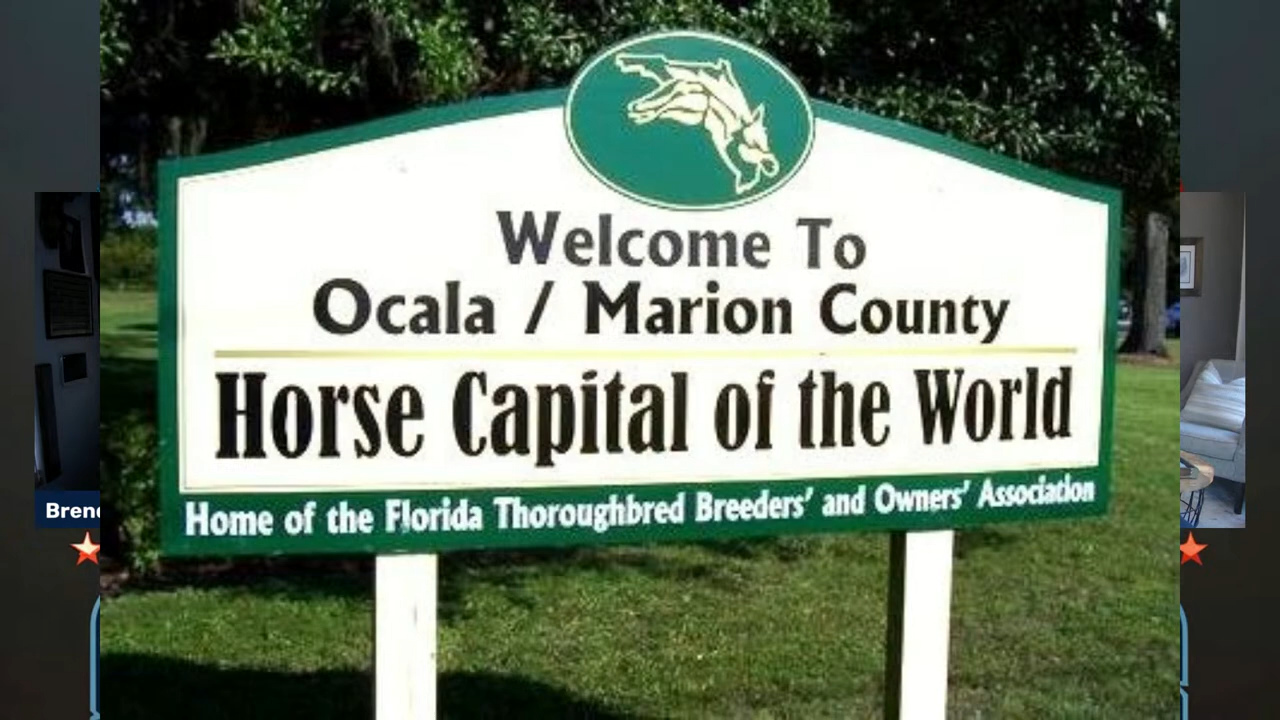 Welcome To
Ocala / Marion County
Horse Capital of the World
Home of the Florida Thoroughbred Breeders' and Owners' Association